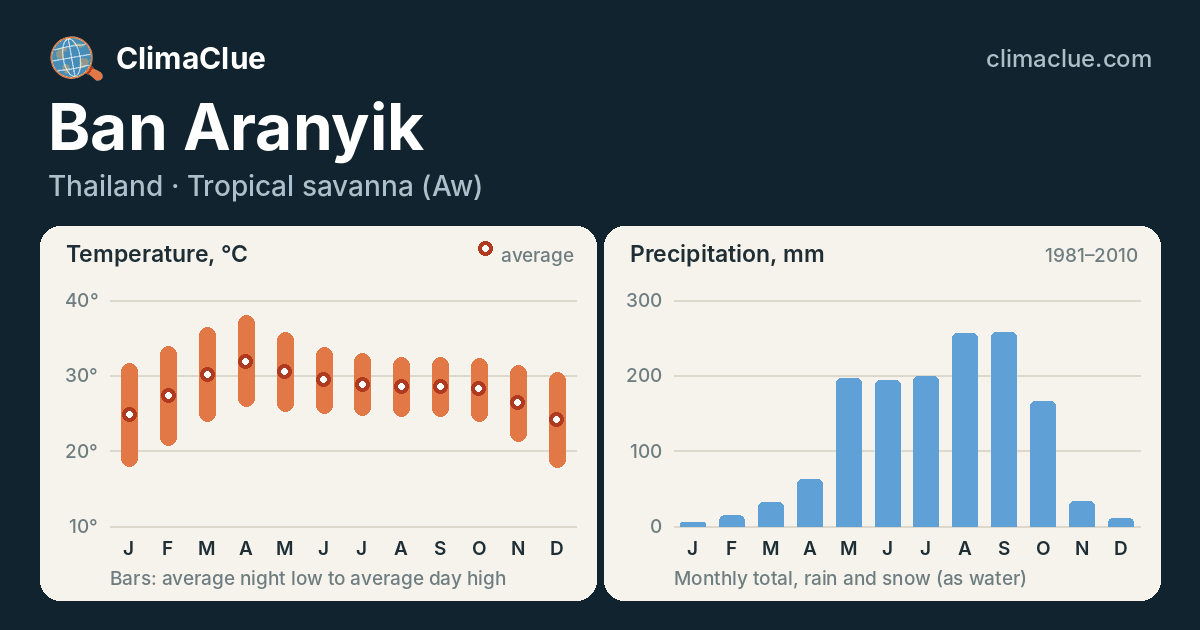 ClimaClue
climaclue.com
Ban Aranyik
Thailand · Tropical savanna (Aw)
Temperature, °C
average
40°
30°
20°
10°
J F M A M J J A S O N D
Bars: average night low to average day high
Precipitation, mm
1981–2010
300
200
100
0
J F M A M J J A S O N D
Monthly total, rain and snow (as water)